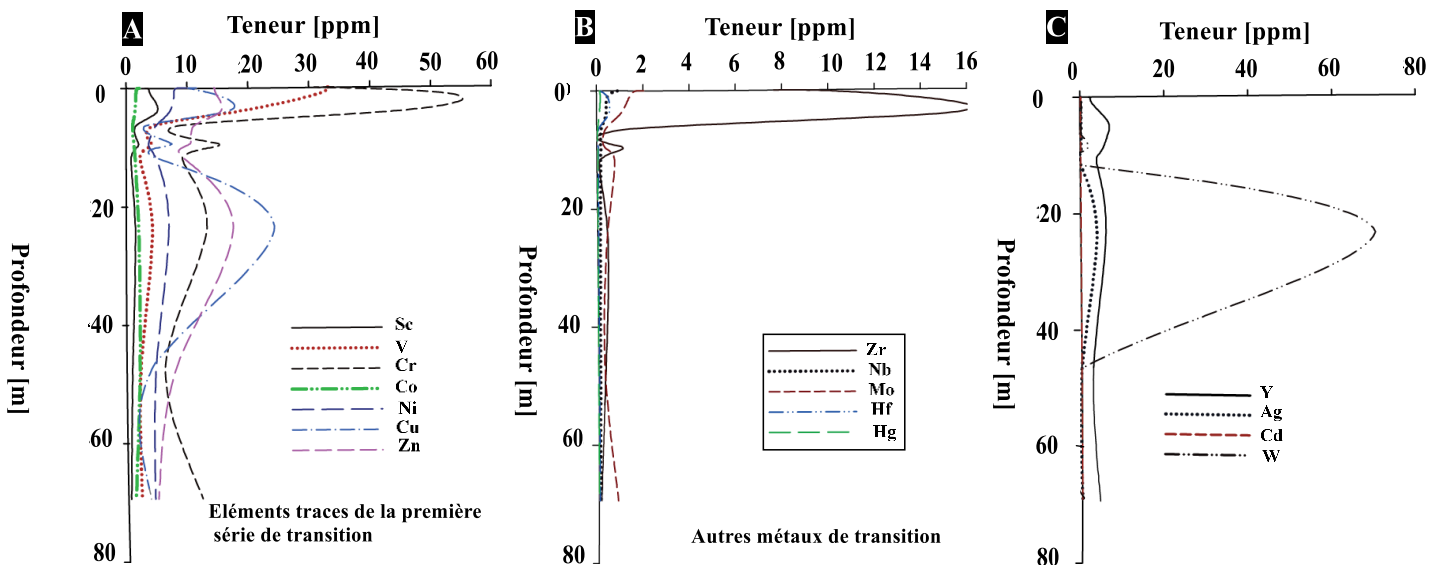 A
Teneur [ppm]
0 10 20 30 40 50 60
0
20
40
60
80
Profondeur [m]
Sc
V
Cr
Co
Ni
Cu
Zn
Eléments traces de la première
série de transition
B
Teneur [ppm]
0 2 4 6 8 10 12 14 16
0
20
40
60
80
Profondeur [m]
Zr
Nb
Mo
Hf
Hg
Autres métaux de transition
C
Teneur [ppm]
0 20 40 60 80
0
20
40
60
80
Profondeur [m]
Y
Ag
Cd
W